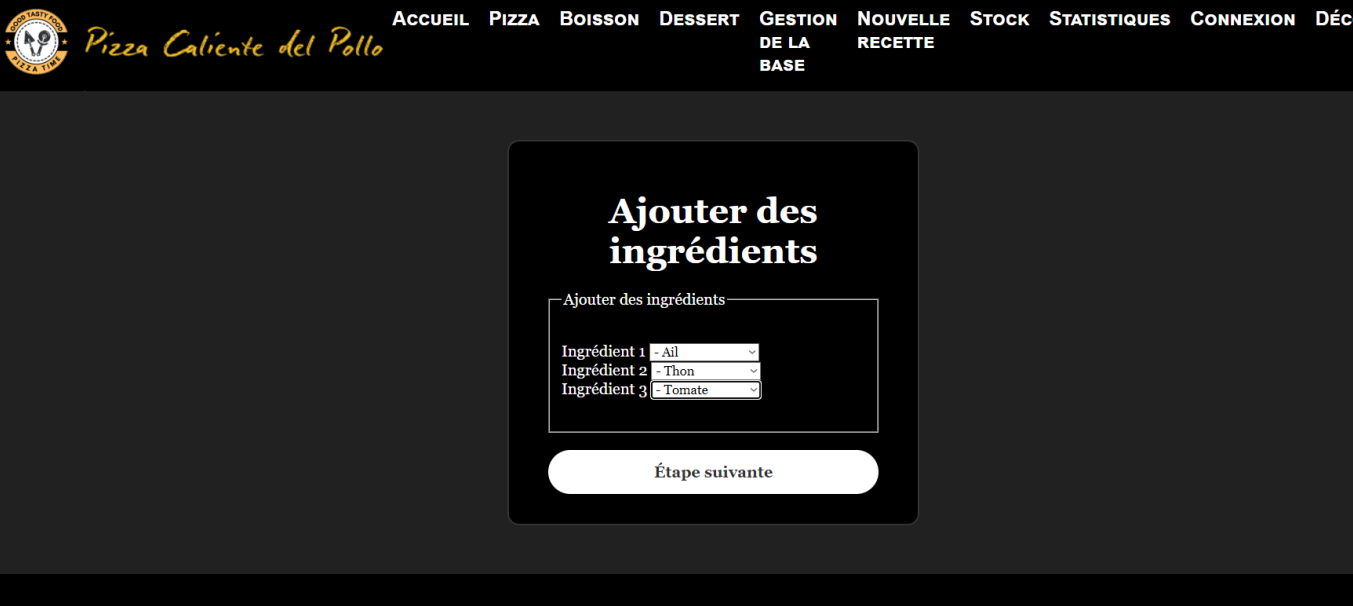 GOOD TASTY FOOD
PIZZA TIME
Pizza Caliente del Pollo
Accueil Pizza Boisson Dessert Gestion de la base Nouvelle recette Stock Statistiques Connexion Déc
Ajouter des
ingrédients
Ajouter des ingrédients
Ingrédient 1 - Ail
Ingrédient 2 - Thon
Ingrédient 3 - Tomate
Étape suivante